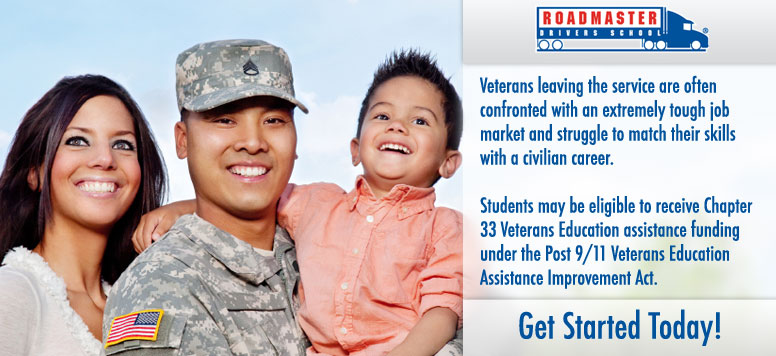 ROADMASTER
DRIVERS SCHOOL ®
Veterans leaving the service are often
confronted with an extremely tough job
market and struggle to match their skills
with a civilian career.
Students may be eligible to receive Chapter
33 Veterans Education assistance funding
under the Post 9/11 Veterans Education
Assistance Improvement Act.
Get Started Today!